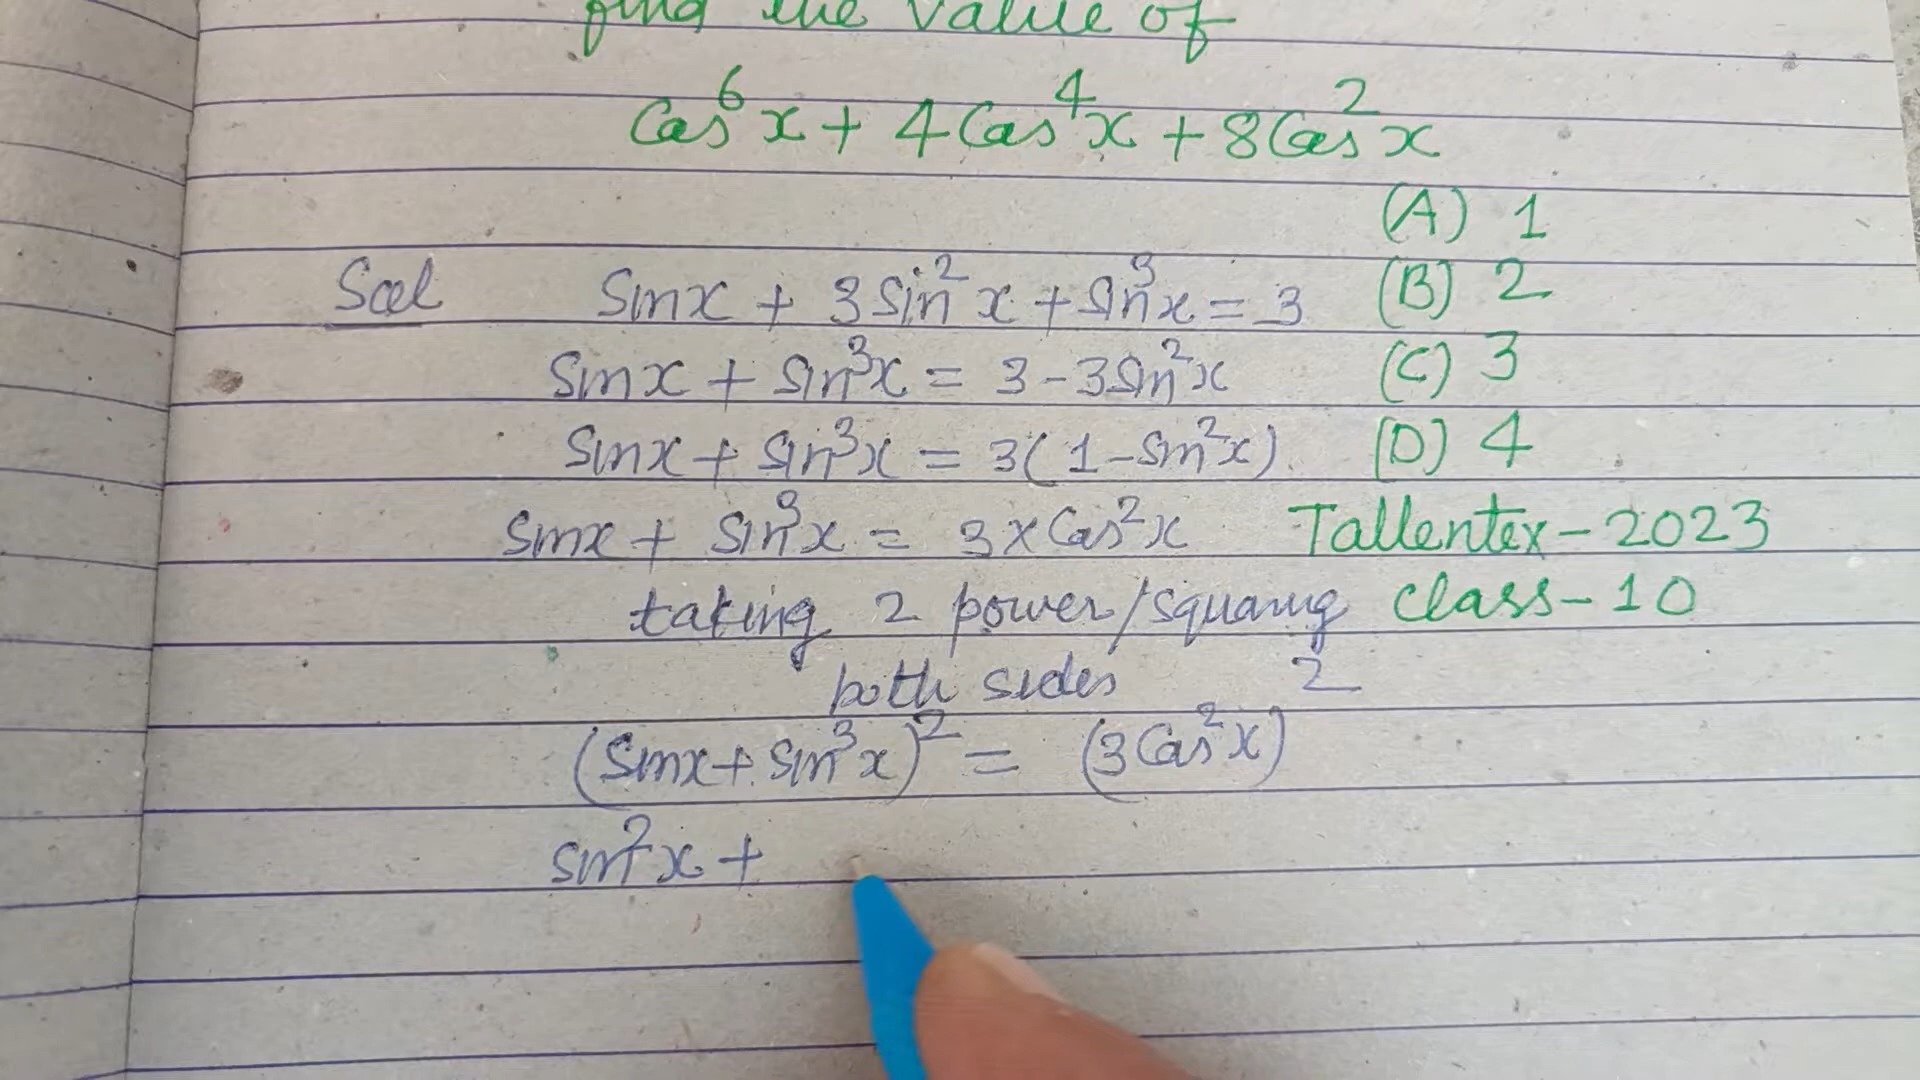 find the value of
Cos⁶x + 4Cos⁴x + 8Cos²x
(A) 1
Sol Sinx + 3Sin²x + Sin³x = 3 (B) 2
Sinx + Sin³x = 3 - 3Sin²x (C) 3
Sinx + Sin³x = 3(1-Sin²x) (D) 4
Sinx + Sin³x = 3xCos²x Tallentex-2023
taking 2 power/squaring Class-10
both sides
(Sinx+Sin³x)² = (3Cos²x)²
Sin²x +